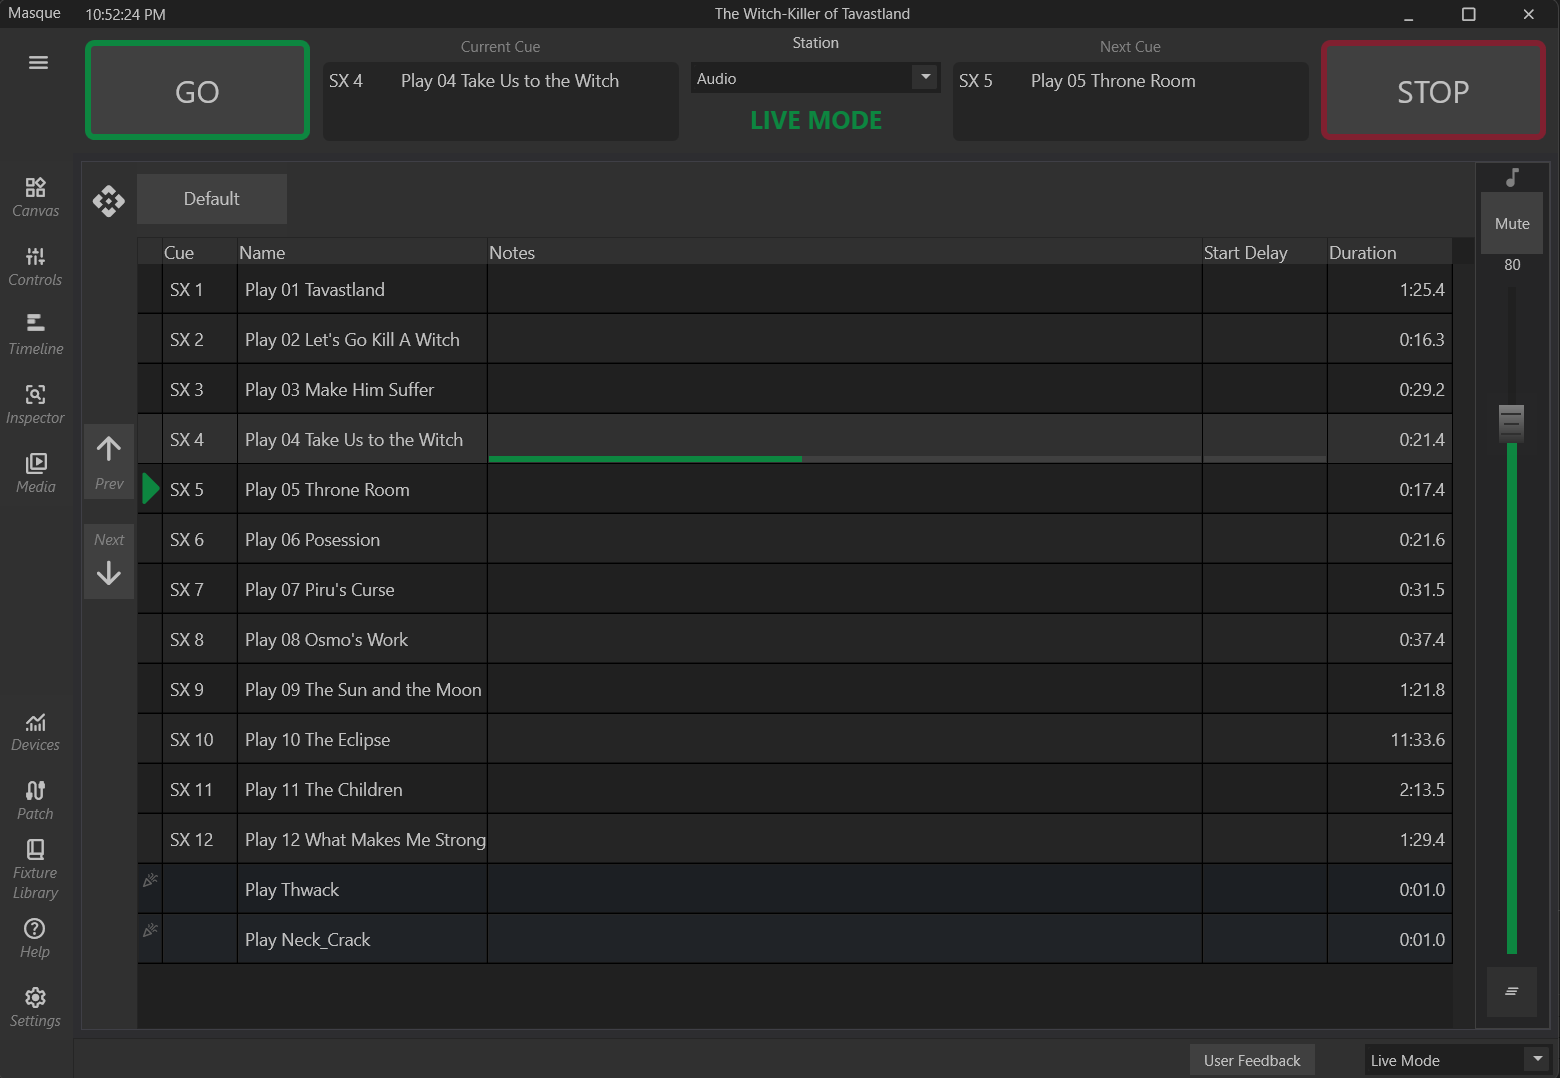 Masque
10:52:24 PM
The Witch-Killer of Tavastland
GO
Current Cue
SX 4 Play 04 Take Us to the Witch
Station
Audio
LIVE MODE
Next Cue
SX 5 Play 05 Throne Room
STOP
Canvas
Controls
Timeline
Inspector
Media
Devices
Patch
Fixture
Library
Help
Settings
Default
Prev
Next
Cue Name Notes Start Delay Duration
SX 1 Play 01 Tavastland 1:25.4
SX 2 Play 02 Let's Go Kill A Witch 0:16.3
SX 3 Play 03 Make Him Suffer 0:29.2
SX 4 Play 04 Take Us to the Witch 0:21.4
SX 5 Play 05 Throne Room 0:17.4
SX 6 Play 06 Posession 0:21.6
SX 7 Play 07 Piru's Curse 0:31.5
SX 8 Play 08 Osmo's Work 0:37.4
SX 9 Play 09 The Sun and the Moon 1:21.8
SX 10 Play 10 The Eclipse 11:33.6
SX 11 Play 11 The Children 2:13.5
SX 12 Play 12 What Makes Me Strong 1:29.4
Play Thwack 0:01.0
Play Neck_Crack 0:01.0
Mute
80
User Feedback
Live Mode